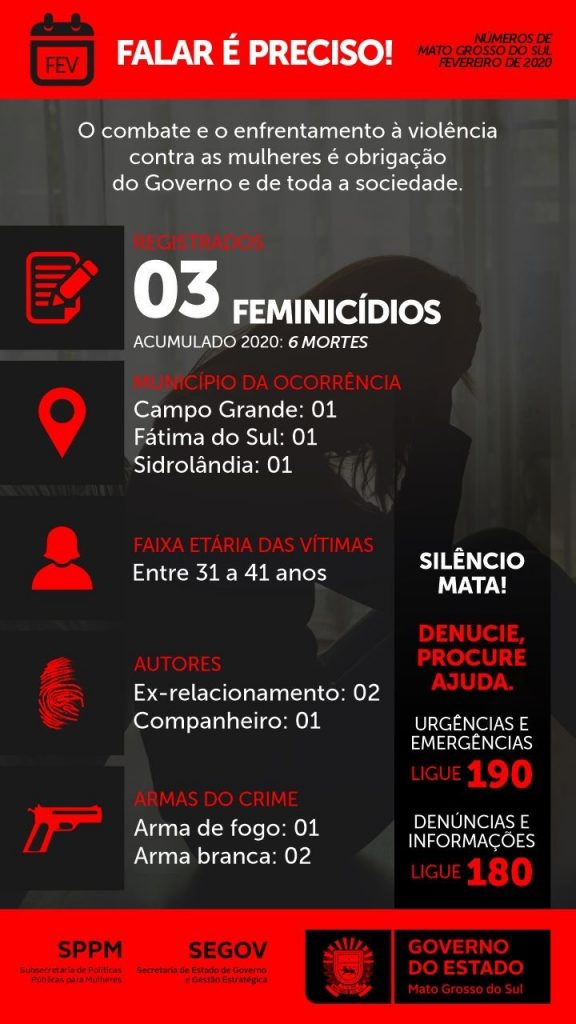 FEV
FALAR É PRECISO!
NÚMEROS DE
MATO GROSSO DO SUL
FEVEREIRO DE 2020
O combate e o enfrentamento à violência
contra as mulheres é obrigação
do Governo e de toda a sociedade.
REGISTRADOS
03 FEMINICÍDIOS
ACUMULADO 2020: 6 MORTES
MUNICÍPIO DA OCORRÊNCIA
Campo Grande: 01
Fátima do Sul: 01
Sidrolândia: 01
FAIXA ETÁRIA DAS VÍTIMAS
Entre 31 a 41 anos
AUTORES
Ex-relacionamento: 02
Companheiro: 01
ARMAS DO CRIME
Arma de fogo: 01
Arma branca: 02
SILÊNCIO
MATA!
DENUCIE,
PROCURE
AJUDA.
URGÊNCIAS E
EMERGÊNCIAS
LIGUE 190
DENÚNCIAS E
INFORMAÇÕES
LIGUE 180
SPPM
Subsecretaria de Políticas
Públicas para Mulheres
SEGOV
Secretaria de Estado de Governo
e Gestão Estratégica
GOVERNO
DO ESTADO
Mato Grosso do Sul